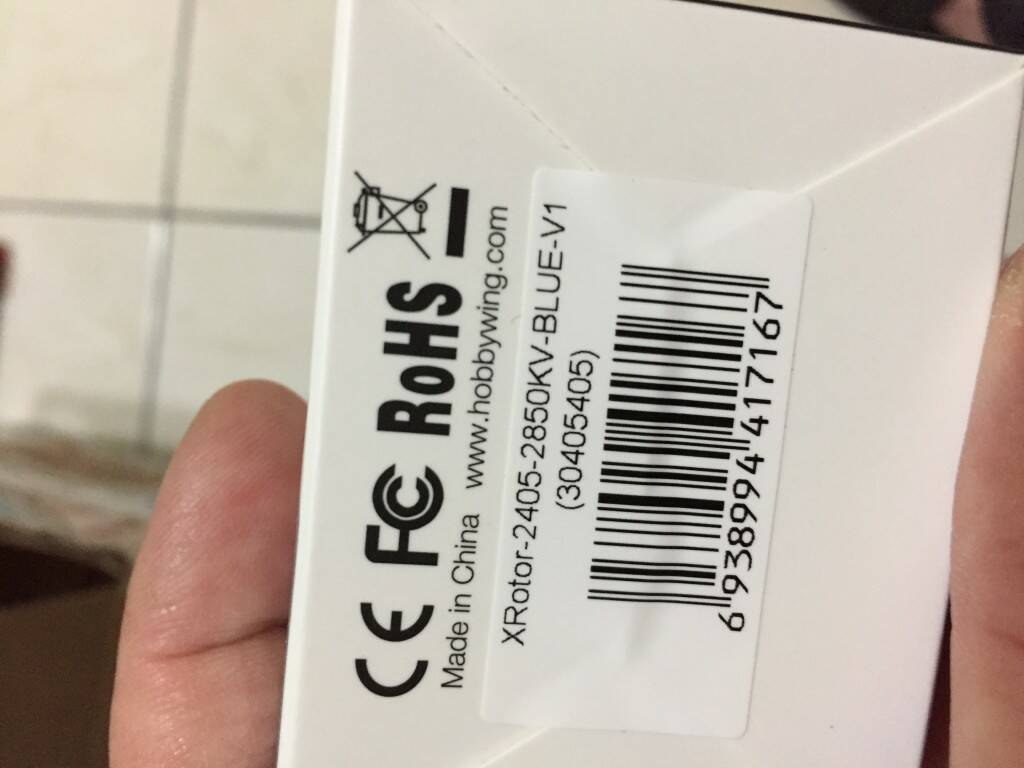 CE FC RoHS
Made in China www.hobbywing.com
XRotor-2405-2850KV-BLUE-V1
(30405405)
6 938994 417167